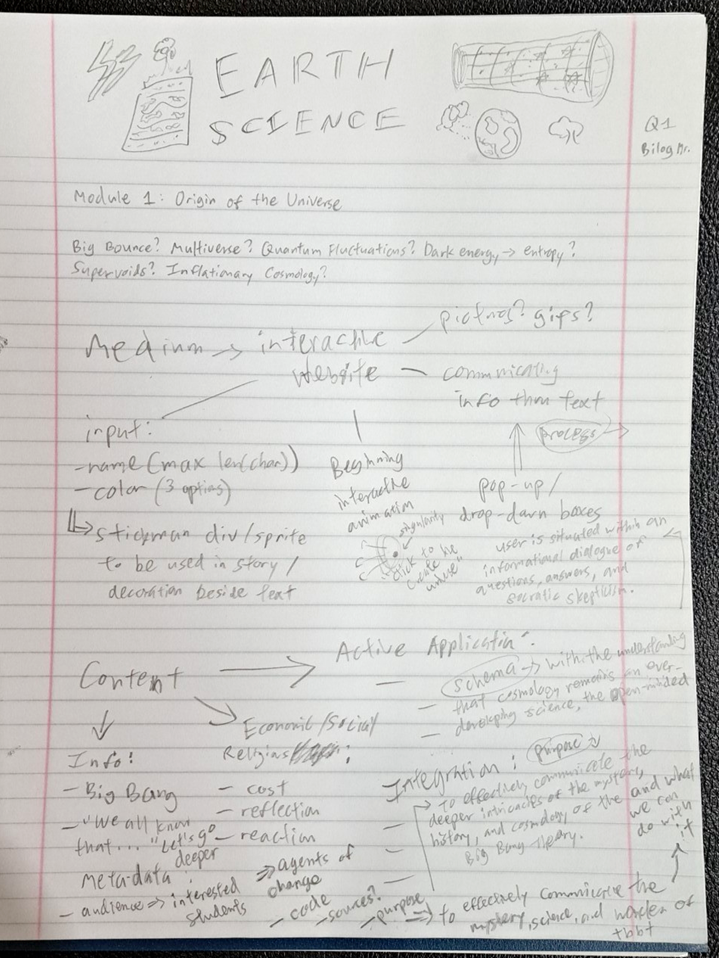 EARTH
SCIENCE
Q1
Bilog Mr.
Module 1: Origin of the Universe
Big Bounce? Multiverse? Quantum Fluctuations? Dark energy → entropy?
Supervoids? Inflationary Cosmology?
Medium → interactive
website
pictures? gifs?
communicating
info thru text
process →
pop-up/
drop-down boxes
user is situated within an
informational dialogue of
questions, answers, and
socratic skepticism.
input:
-name (max len(char))
-color (3 options)
→ stickman div/sprite
to be used in story/
decoration beside text
Beginning
interactive
animation
singularity
"click to
create the
universe"
Content
Active Application:
schema → with the understanding
that cosmology remains an over-
developing science, the open-minded
Info:
- Big Bang
- "We all know
that... "Let's go
deeper
Economic/Social/
Religious:
- cost
- reflection
- reaction
⇒ agents of
change
Integration:
purpose
to effectively communicate the
deeper intricacies of the mystery,
history, and cosmology of the
Big Bang theory.
and what
we can
do with
it
Meta-data:
- audience ⇒ interested
students
- code
- sources?
- purpose ⇒ to effectively communicate the
mystery, science, and wonder of
tbbt